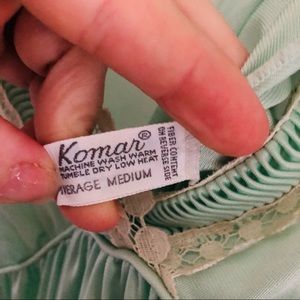 Komar®
MACHINE WASH WARM
TUMBLE DRY LOW HEAT
AVERAGE MEDIUM
FIBER CONTENT
ON REVERSE SIDE